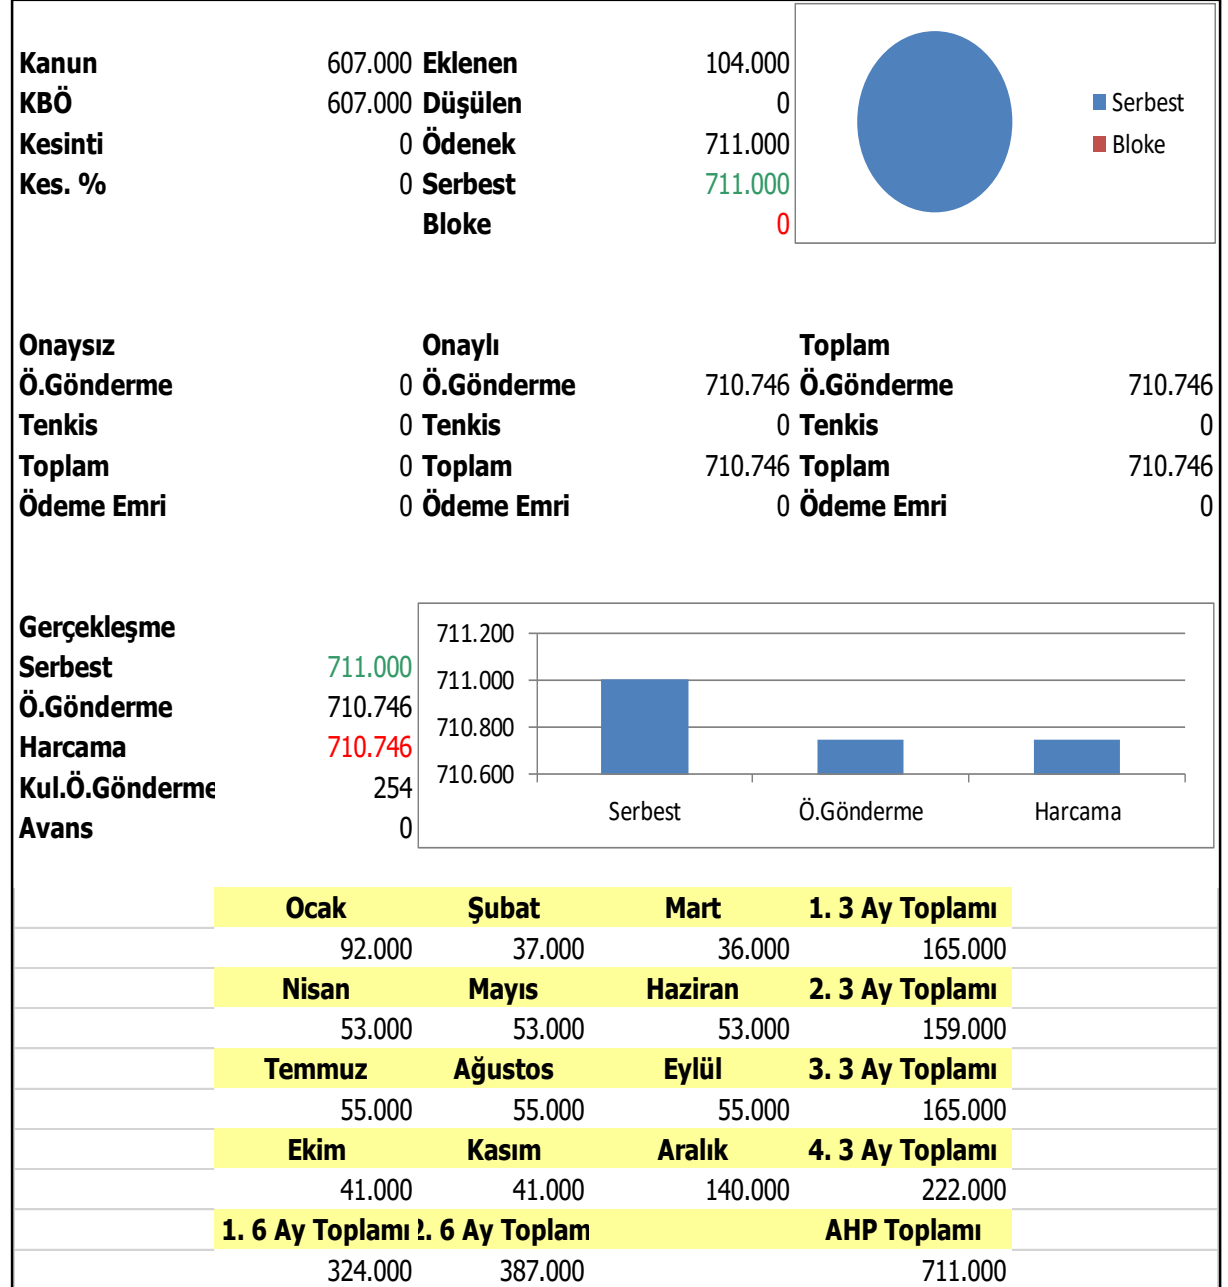 Kanun 607.000 Eklenen 104.000
KBÖ 607.000 Düşülen 0
Kesinti 0 Ödenek 711.000
Kes. % 0 Serbest 711.000
Bloke 0
Serbest
Bloke
Onaysız Onaylı Toplam
Ö.Gönderme 0 Ö.Gönderme 710.746 Ö.Gönderme 710.746
Tenkis 0 Tenkis 0 Tenkis 0
Toplam 0 Toplam 710.746 Toplam 710.746
Ödeme Emri 0 Ödeme Emri 0 Ödeme Emri 0
Gerçekleşme
Serbest 711.000
Ö.Gönderme 710.746
Harcama 710.746
Kul.Ö.Gönderme 254
Avans 0
711.200
711.000
710.800
710.600
Serbest Ö.Gönderme Harcama
Ocak Şubat Mart 1. 3 Ay Toplamı
92.000 37.000 36.000 165.000
Nisan Mayıs Haziran 2. 3 Ay Toplamı
53.000 53.000 53.000 159.000
Temmuz Ağustos Eylül 3. 3 Ay Toplamı
55.000 55.000 55.000 165.000
Ekim Kasım Aralık 4. 3 Ay Toplamı
41.000 41.000 140.000 222.000
1. 6 Ay Toplamı 2. 6 Ay Toplam AHP Toplamı
324.000 387.000 711.000